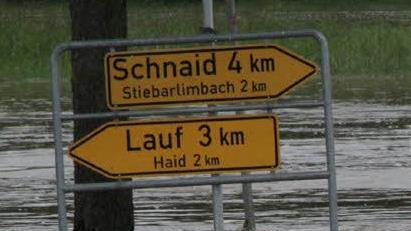 Schnaid 4 km
Stiebarlimbach 2 km
Lauf 3 km
Haid 2 km